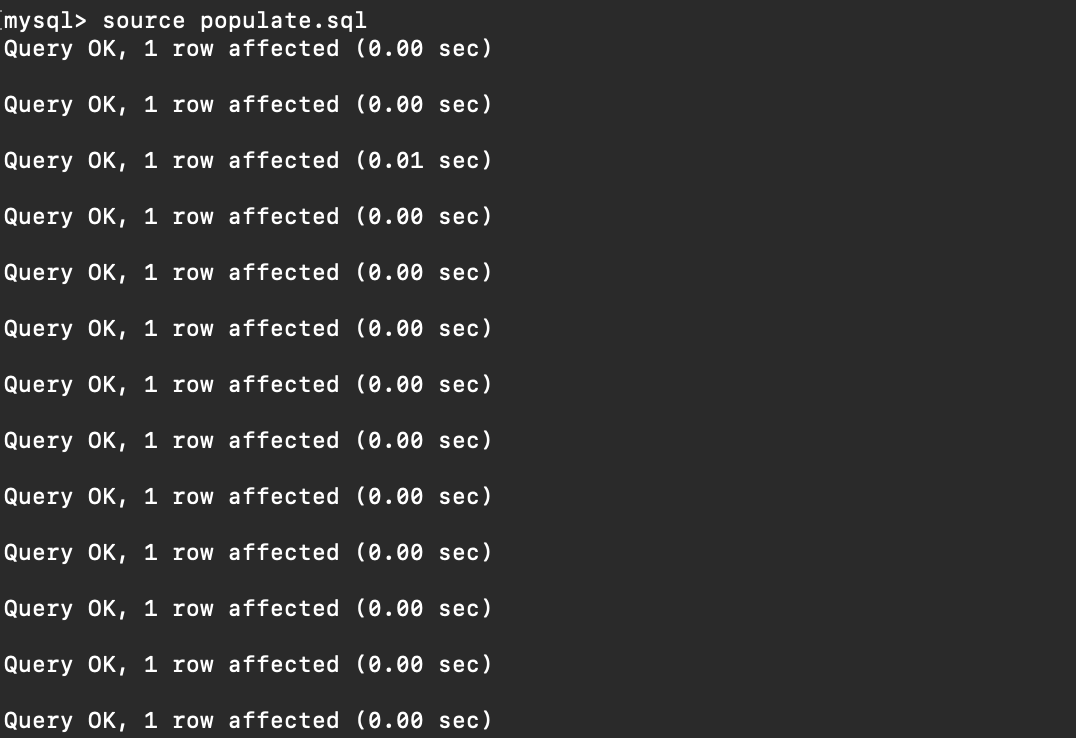 [mysql> source populate.sql
Query OK, 1 row affected (0.00 sec)
Query OK, 1 row affected (0.00 sec)
Query OK, 1 row affected (0.01 sec)
Query OK, 1 row affected (0.00 sec)
Query OK, 1 row affected (0.00 sec)
Query OK, 1 row affected (0.00 sec)
Query OK, 1 row affected (0.00 sec)
Query OK, 1 row affected (0.00 sec)
Query OK, 1 row affected (0.00 sec)
Query OK, 1 row affected (0.00 sec)
Query OK, 1 row affected (0.00 sec)
Query OK, 1 row affected (0.00 sec)
Query OK, 1 row affected (0.00 sec)